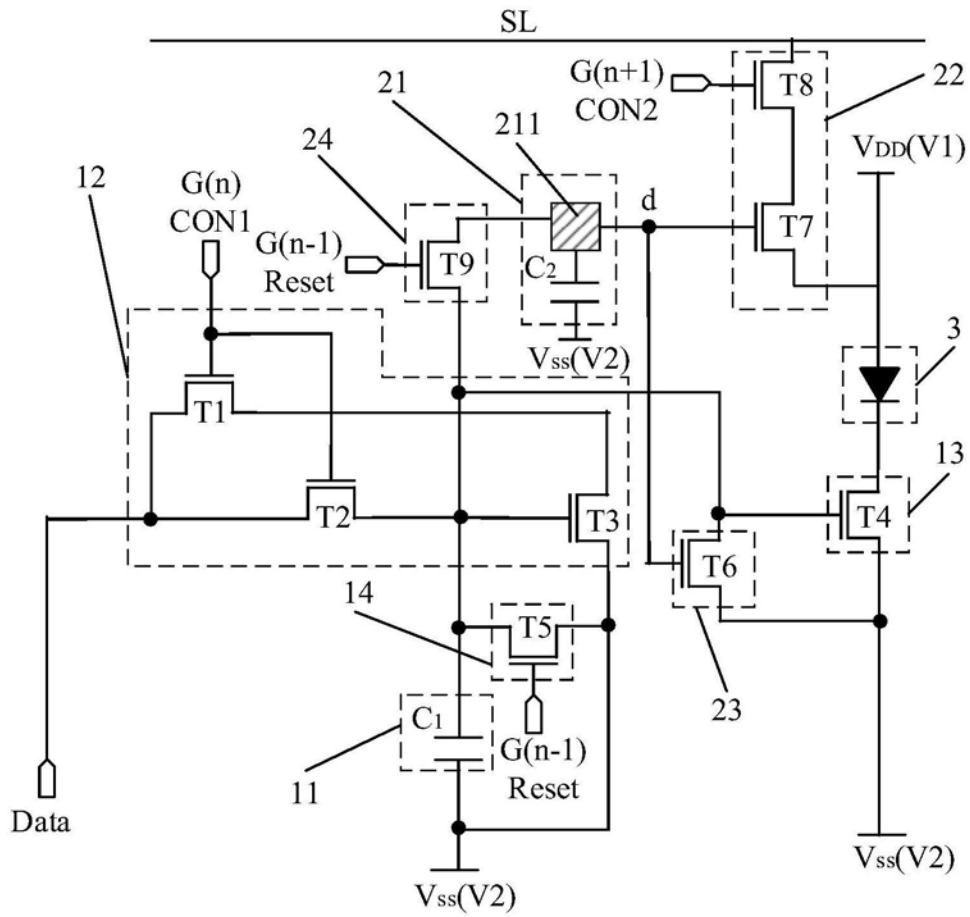 SL
G(n+1)
CON2
T8
22
21
211
24
VDD(V1)
12
G(n)
CON1
d
T7
G(n-1)
Reset
T9
C2
Vss(V2)
3
T1
13
T2
T3
T4
T6
14
T5
23
C1
11
G(n-1)
Reset
Data
Vss(V2)
Vss(V2)